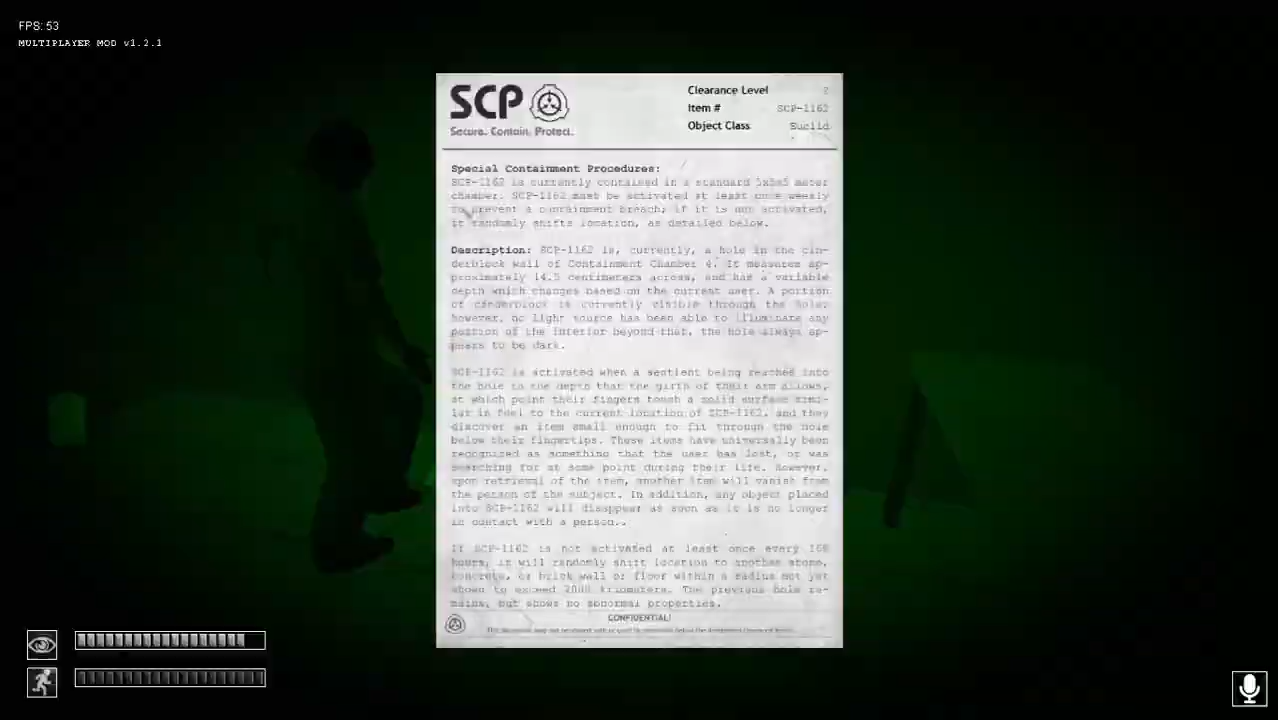 FPS: 53
MULTIPLAYER MOD v1.2.1
SCP
Secure. Contain. Protect.
Clearance Level 2
Item # SCP-1162
Object Class Euclid
Special Containment Procedures:
SCP-1162 is currently contained in a standard 5x5x5 meter
chamber. SCP-1162 must be activated at least once weekly
to prevent a containment breach; if it is not activated,
it randomly shifts location, as detailed below.
Description: SCP-1162 is, currently, a hole in the cin-
derblock wall of Containment Chamber 4. It measures ap-
proximately 14.5 centimeters across, and has a variable
depth which changes based on the current user. A portion
of cinderblock is currently visible through the hole;
however, no light source has been able to illuminate any
portion of the interior beyond that, the hole always ap-
pears to be dark.
SCP-1162 is activated when a sentient being reaches into
the hole to the depth that the girth of their arm allows,
at which point their fingers touch a solid surface simi-
lar in feel to the current location of SCP-1162, and they
discover an item small enough to fit through the hole
below their fingertips. These items have universally been
recognized as something that the user has lost, or was
searching for at some point during their life. However,
upon retrieval of the item, another item will vanish from
the person of the subject. In addition, any object placed
into SCP-1162 will disappear as soon as it is no longer
in contact with a person..
If SCP-1162 is not activated at least once every 168
hours, it will randomly shift location to another stone,
concrete, or brick wall or floor within a radius not yet
shown to exceed 2000 kilometers. The previous hole re-
mains, but shows no abnormal properties.
CONFIDENTIAL!